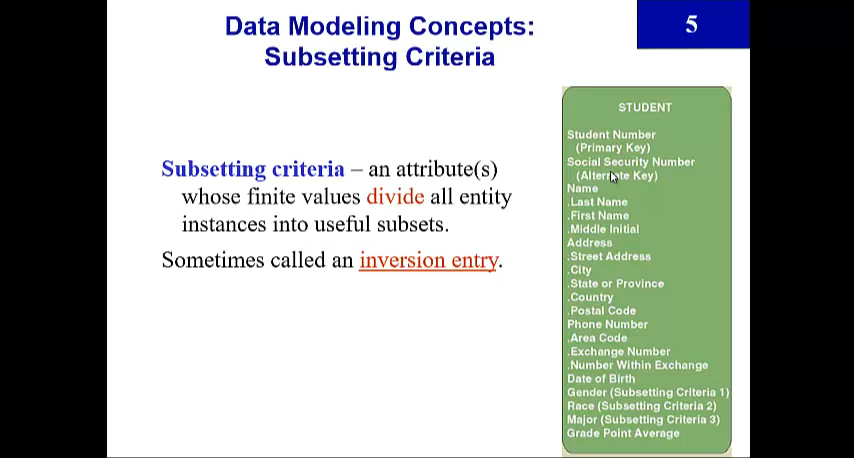 Data Modeling Concepts:
Subsetting Criteria
5
Subsetting criteria – an attribute(s)
whose finite values divide all entity
instances into useful subsets.
Sometimes called an inversion entry.
STUDENT
Student Number
(Primary Key)
Social Security Number
(Alternate Key)
Name
.Last Name
.First Name
.Middle Initial
Address
.Street Address
.City
.State or Province
.Country
.Postal Code
Phone Number
.Area Code
.Exchange Number
.Number Within Exchange
Date of Birth
Gender (Subsetting Criteria 1)
Race (Subsetting Criteria 2)
Major (Subsetting Criteria 3)
Grade Point Average